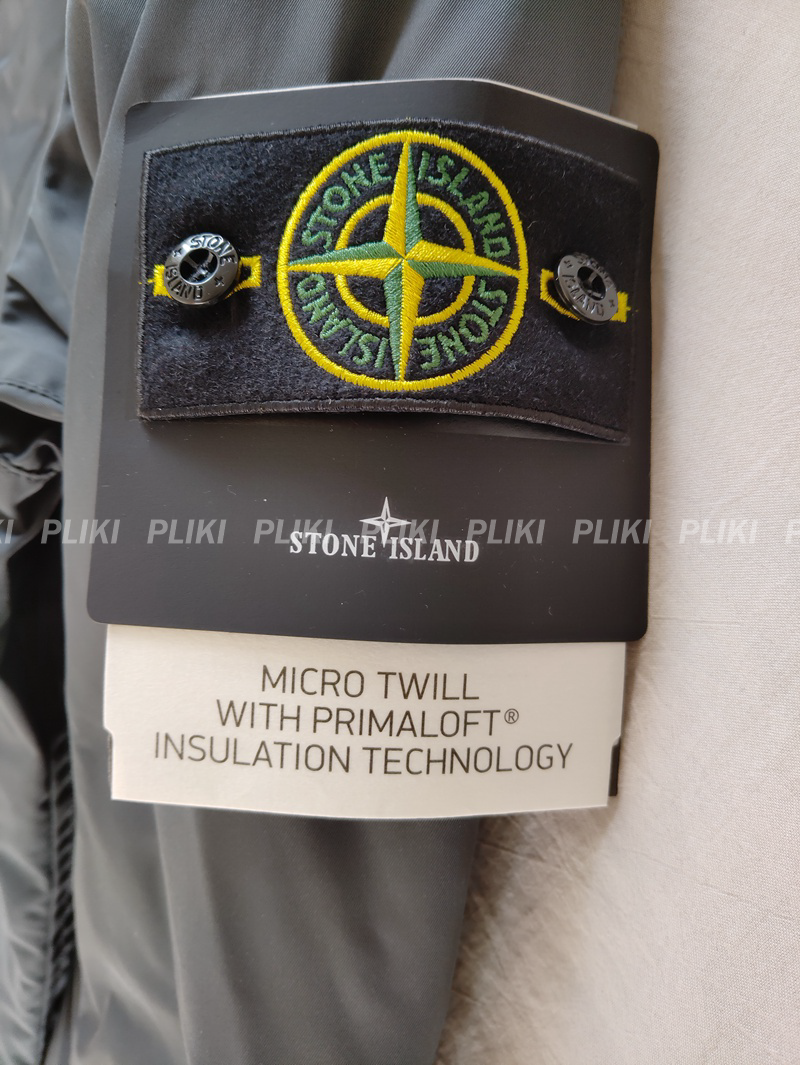 STONE ISLAND
STONE ISLAND
STONE
ISLAND
ISLAND
PLIKI PLIKI PLIKI PLIKI PLIKI PLIKI PLIKI
STONE ISLAND
MICRO TWILL
WITH PRIMALOFT®
INSULATION TECHNOLOGY